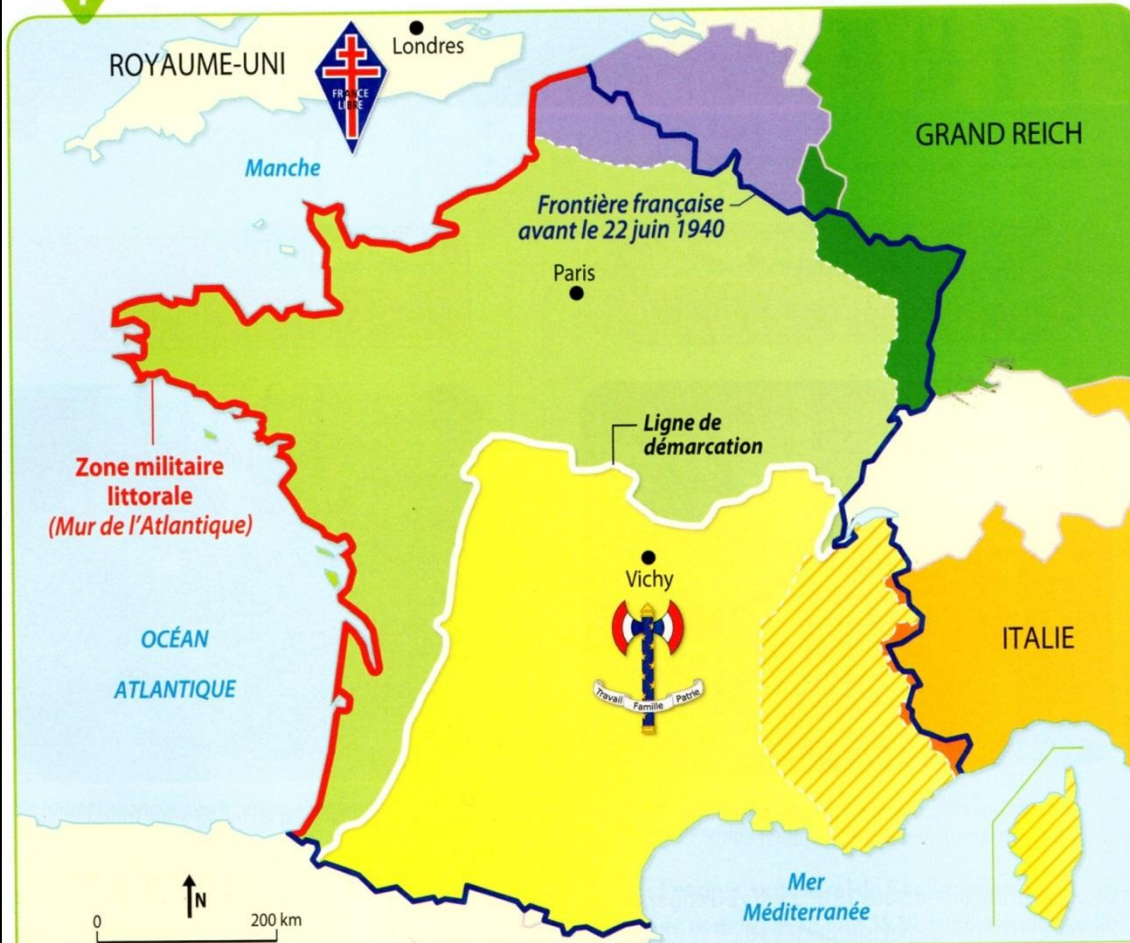 ROYAUME-UNI
Londres
FRANCE
LIBRE
Manche
GRAND REICH
Frontière française
avant le 22 juin 1940
Paris
Ligne de
démarcation
Zone militaire
littorale
(Mur de l'Atlantique)
Vichy
OCÉAN
ATLANTIQUE
ITALIE
Travail Famille Patrie
Mer
Méditerranée
N
0 200 km